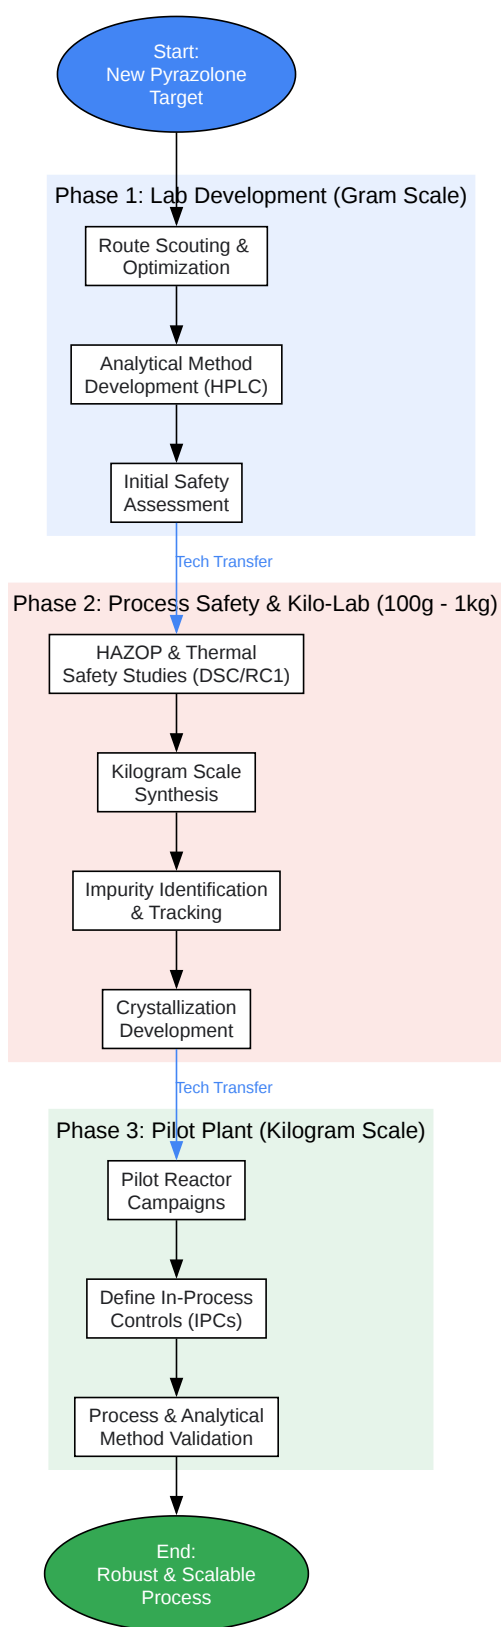 Start:
New Pyrazolone
Target
Phase 1: Lab Development (Gram Scale)
Route Scouting &
Optimization
Analytical Method
Development (HPLC)
Initial Safety
Assessment
Tech Transfer
Phase 2: Process Safety & Kilo-Lab (100g - 1kg)
HAZOP & Thermal
Safety Studies (DSC/RC1)
Kilogram Scale
Synthesis
Impurity Identification
& Tracking
Crystallization
Development
Tech Transfer
Phase 3: Pilot Plant (Kilogram Scale)
Pilot Reactor
Campaigns
Define In-Process
Controls (IPCs)
Process & Analytical
Method Validation
End:
Robust & Scalable
Process